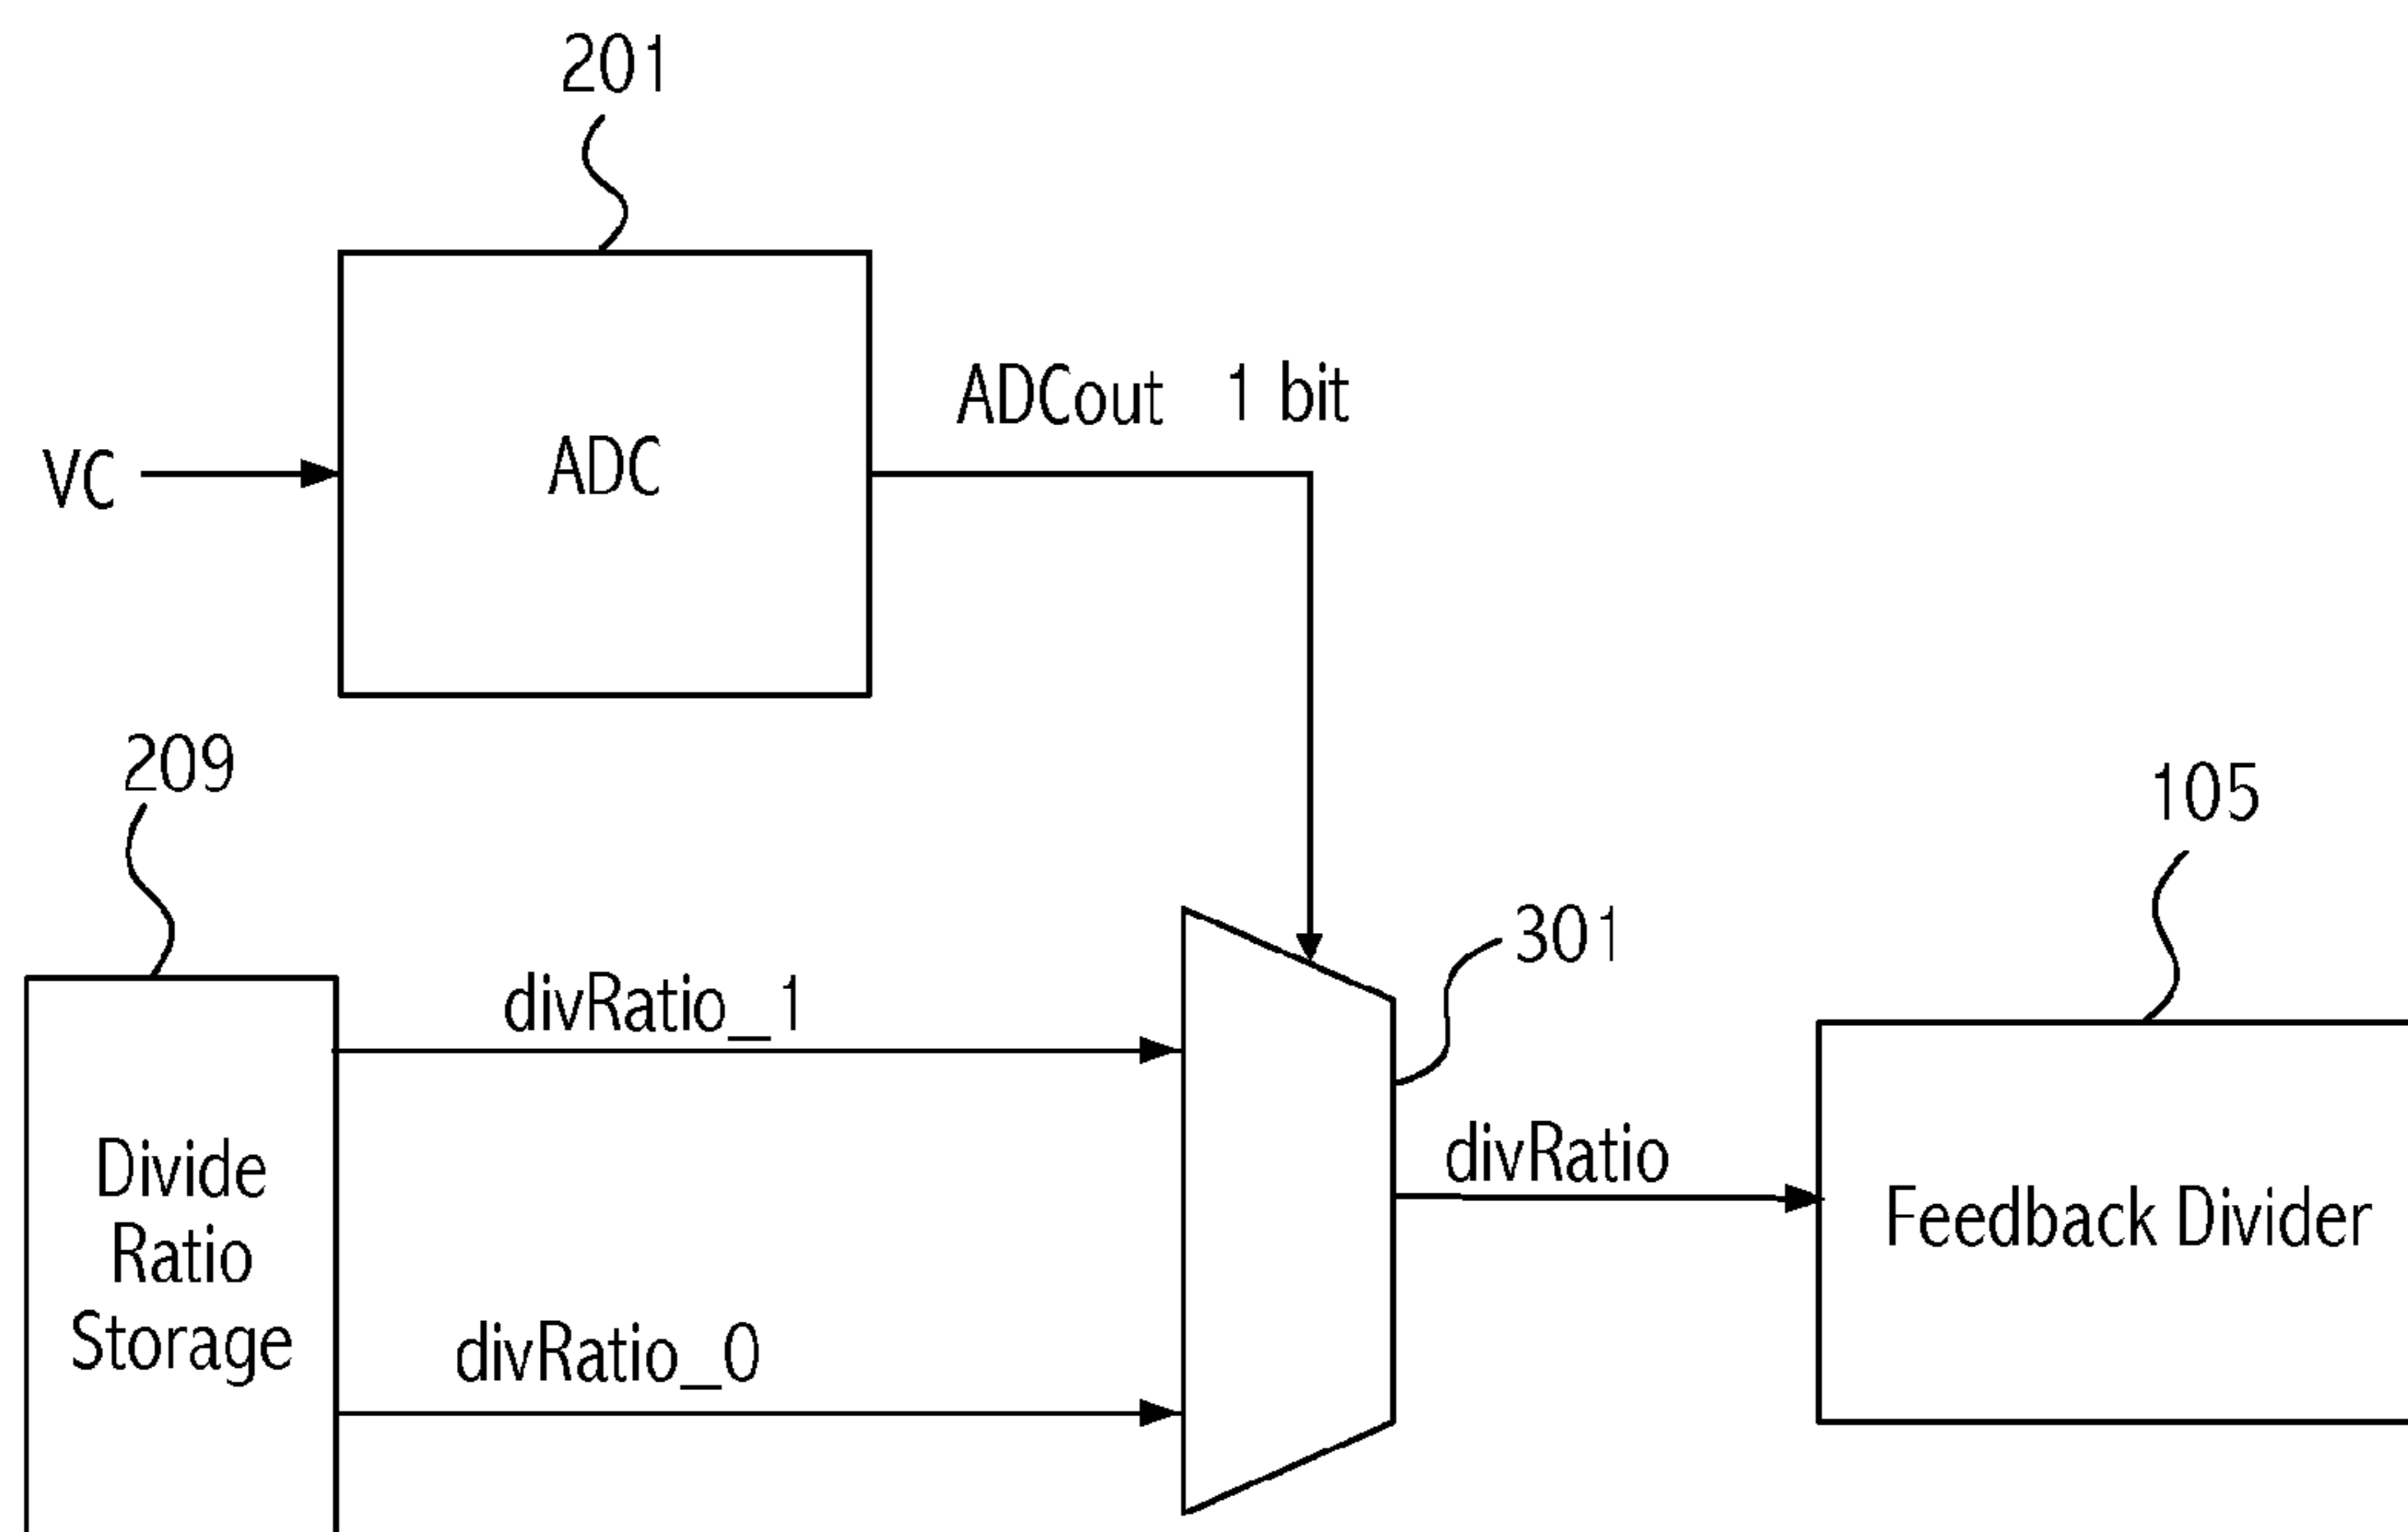 201
ADCout 1 bit
VC
ADC
209
105
301
divRatio_1
divRatio
Divide
Ratio
Storage
Feedback Divider
divRatio_0